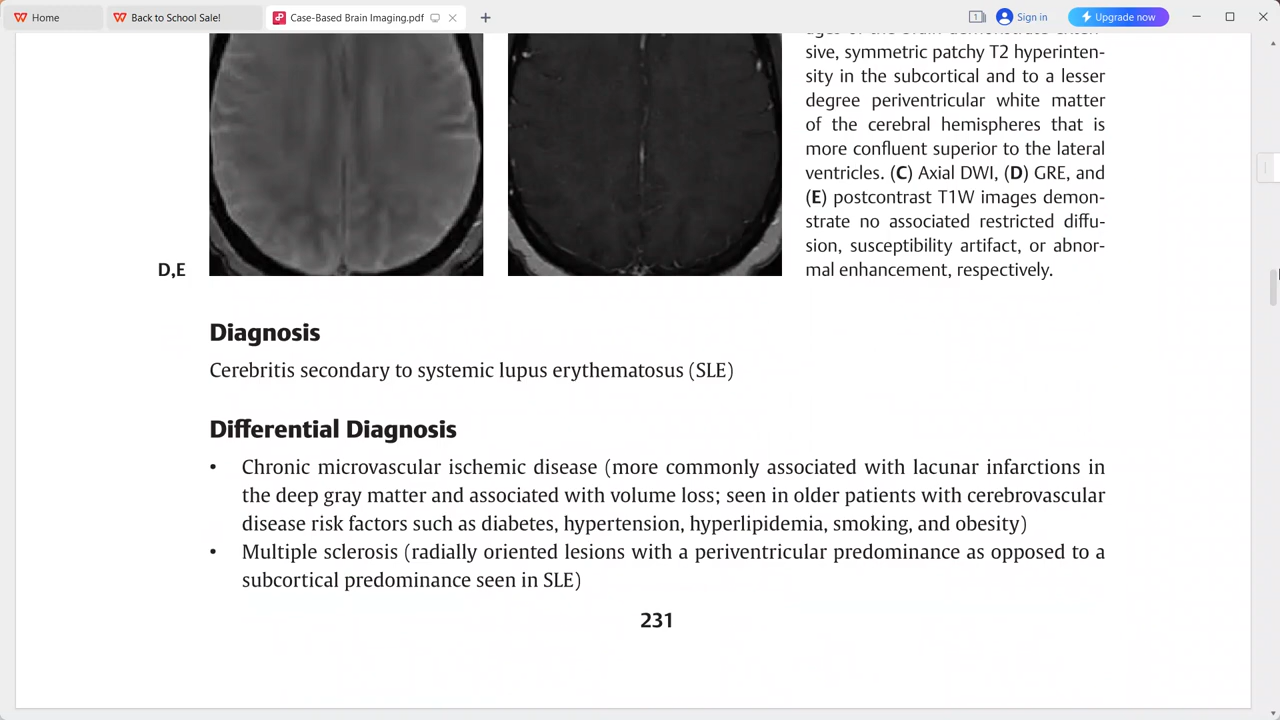 Home
Back to School Sale!
Case-Based Brain Imaging.pdf
1
Sign in
Upgrade now
sive, symmetric patchy T2 hyperinten-
sity in the subcortical and to a lesser
degree periventricular white matter
of the cerebral hemispheres that is
more confluent superior to the lateral
ventricles. (C) Axial DWI, (D) GRE, and
(E) postcontrast T1W images demon-
strate no associated restricted diffu-
sion, susceptibility artifact, or abnor-
mal enhancement, respectively.
D,E
Diagnosis
Cerebritis secondary to systemic lupus erythematosus (SLE)
Differential Diagnosis
• Chronic microvascular ischemic disease (more commonly associated with lacunar infarctions in
the deep gray matter and associated with volume loss; seen in older patients with cerebrovascular
disease risk factors such as diabetes, hypertension, hyperlipidemia, smoking, and obesity)
• Multiple sclerosis (radially oriented lesions with a periventricular predominance as opposed to a
subcortical predominance seen in SLE)
231